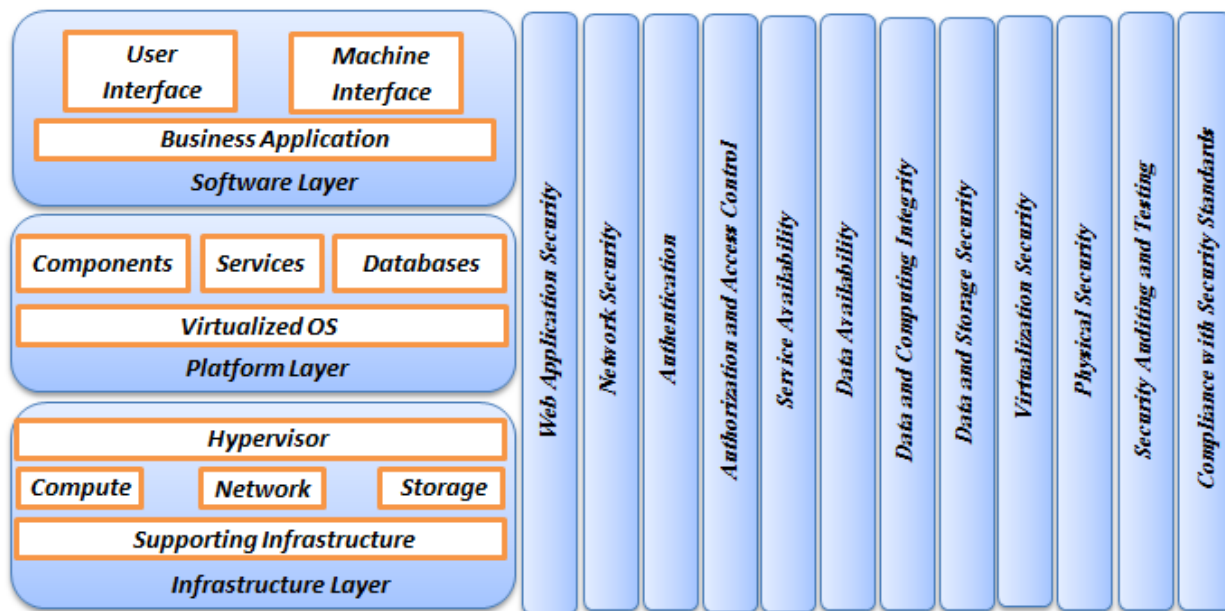 User
Interface
Machine
Interface
Business Application
Software Layer
Components
Services
Databases
Virtualized OS
Platform Layer
Hypervisor
Compute
Network
Storage
Supporting Infrastructure
Infrastructure Layer
Web Application Security
Network Security
Authentication
Authorization and Access Control
Service Availability
Data Availability
Data and Computing Integrity
Data and Storage Security
Virtualization Security
Physical Security
Security Auditing and Testing
Compliance with Security Standards